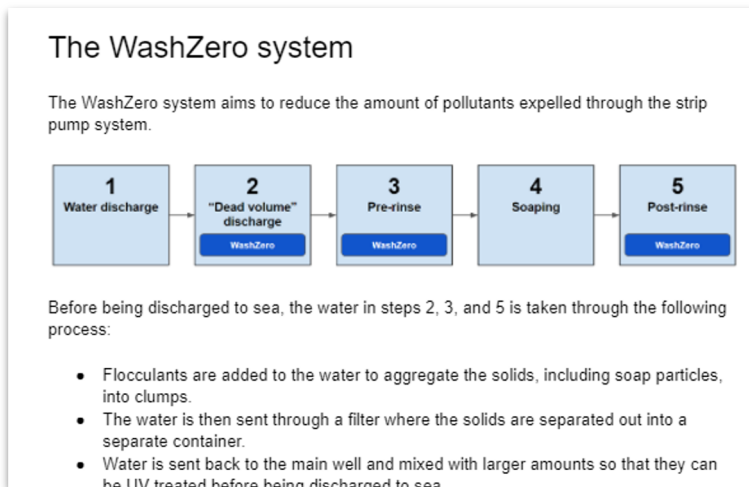 The WashZero system
The WashZero system aims to reduce the amount of pollutants expelled through the strip
pump system.
1
Water discharge
2
"Dead volume"
discharge
WashZero
3
Pre-rinse
WashZero
4
Soaping
5
Post-rinse
WashZero
Before being discharged to sea, the water in steps 2, 3, and 5 is taken through the following
process:
● Flocculants are added to the water to aggregate the solids, including soap particles,
into clumps.
● The water is then sent through a filter where the solids are separated out into a
separate container.
● Water is sent back to the main well and mixed with larger amounts so that they can
be UV treated before being discharged to sea